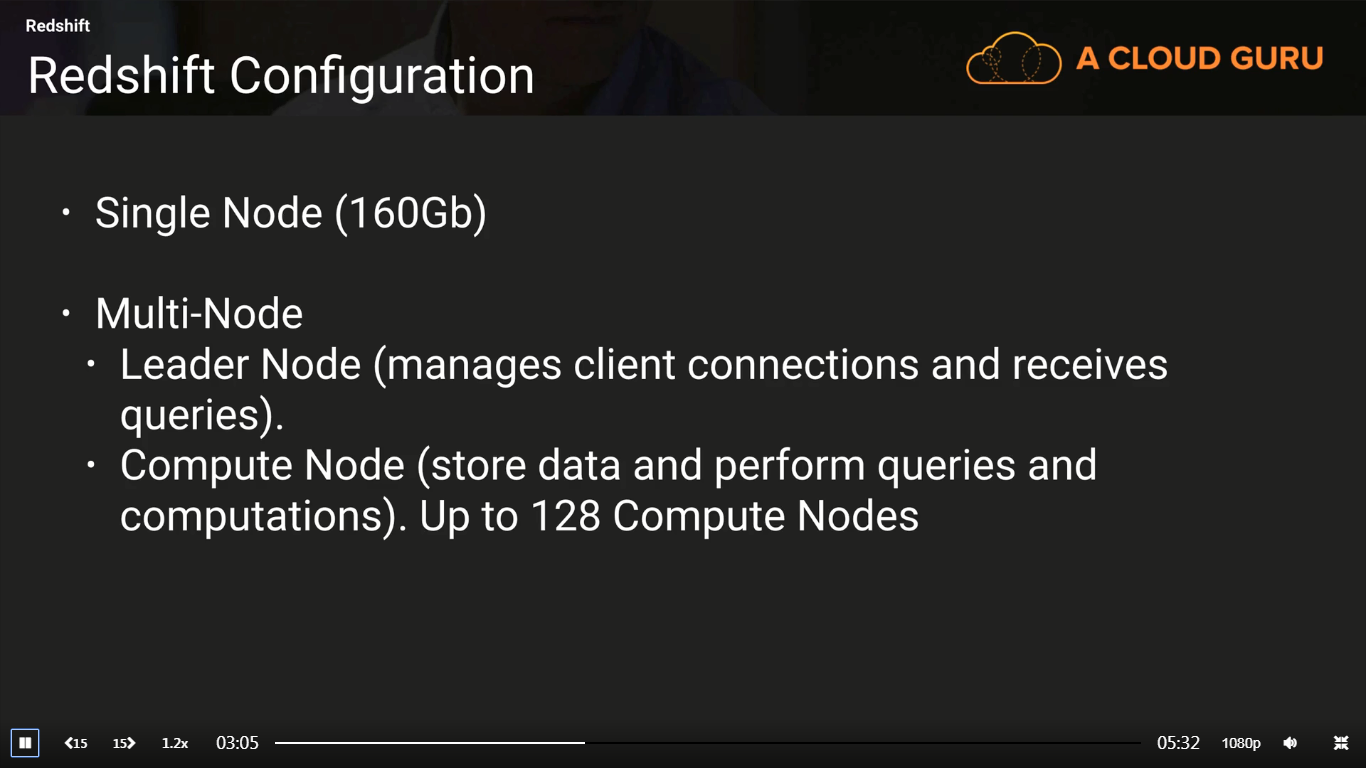 Redshift
Redshift Configuration
A CLOUD GURU
• Single Node (160Gb)
• Multi-Node
• Leader Node (manages client connections and receives
queries).
• Compute Node (store data and perform queries and
computations). Up to 128 Compute Nodes
15 15 1.2x 03:05 05:32 1080p